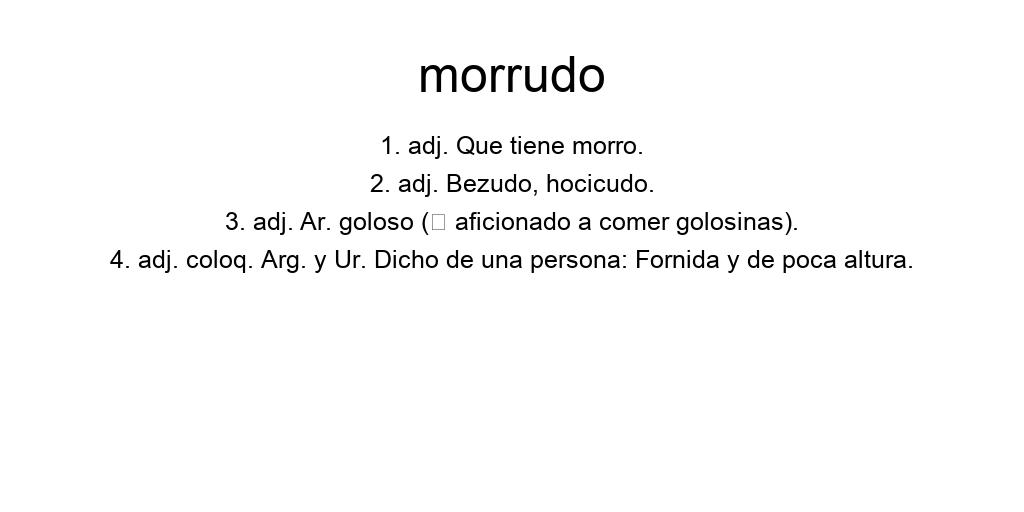 morrudo
1. adj. Que tiene morro.
2. adj. Bezudo, hocicudo.
3. adj. Ar. goloso (□ aficionado a comer golosinas).
4. adj. coloq. Arg. y Ur. Dicho de una persona: Fornida y de poca altura.